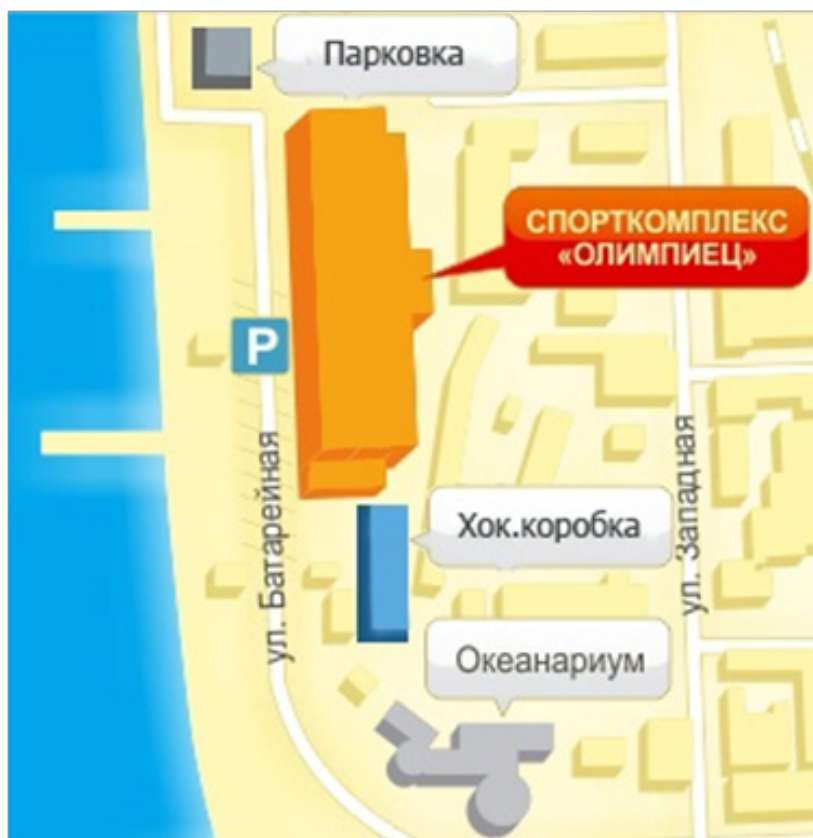 Парковка
СПОРТКОМПЛЕКС
«ОЛИМПИЕЦ»
P
ул. Батарейная
Хок.коробка
ул. Западная
Океанариум